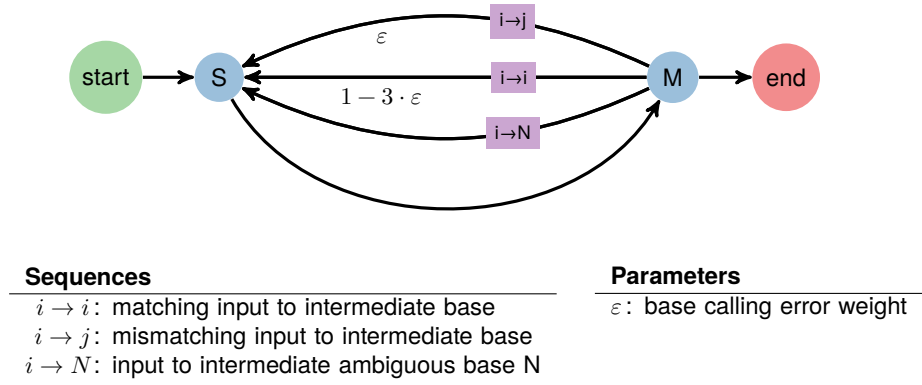 i→j
ε
start
S
i→i
M
end
1 − 3 · ε
i→N
Sequences
i → i: matching input to intermediate base
i → j: mismatching input to intermediate base
i → N: input to intermediate ambiguous base N
Parameters
ε: base calling error weight